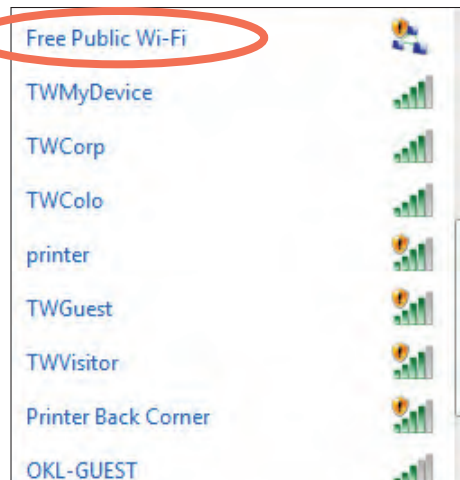 Free Public Wi-Fi
TWMyDevice
TWCorp
TWColo
printer
TWGuest
TWVisitor
Printer Back Corner
OKL-GUEST